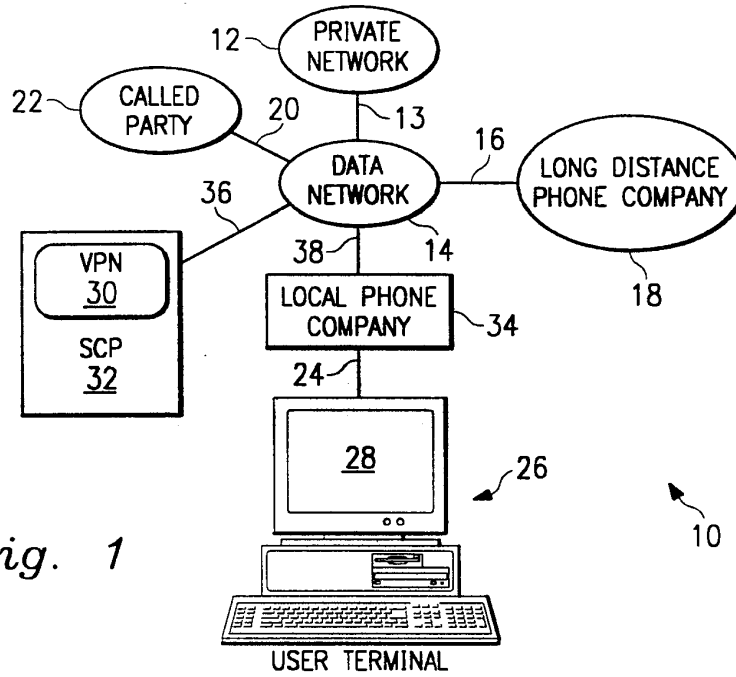 12
PRIVATE
NETWORK
22
CALLED
PARTY
20
13
16
LONG DISTANCE
PHONE COMPANY
DATA
NETWORK
36
38
14
18
VPN
30
SCP
32
LOCAL PHONE
COMPANY
34
24
28
26
10
ig. 1
USER TERMINAL